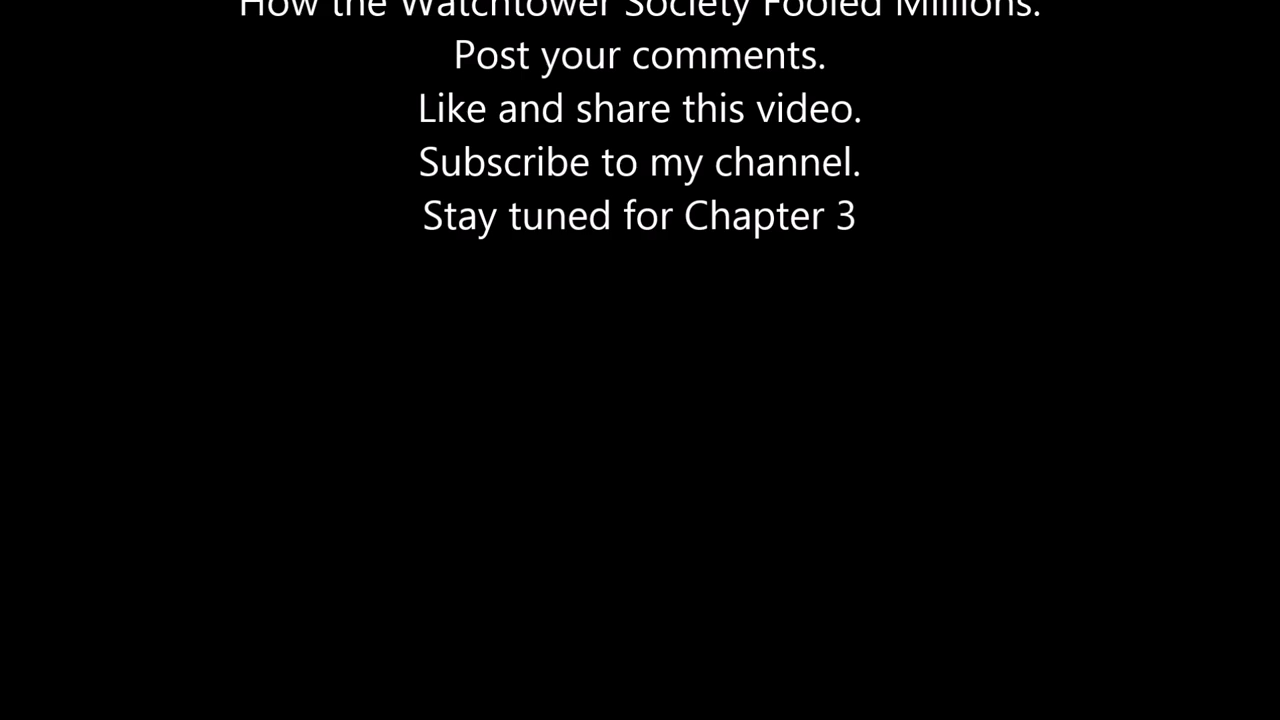 How the Watchtower Society Fooled Millions.
Post your comments.
Like and share this video.
Subscribe to my channel.
Stay tuned for Chapter 3